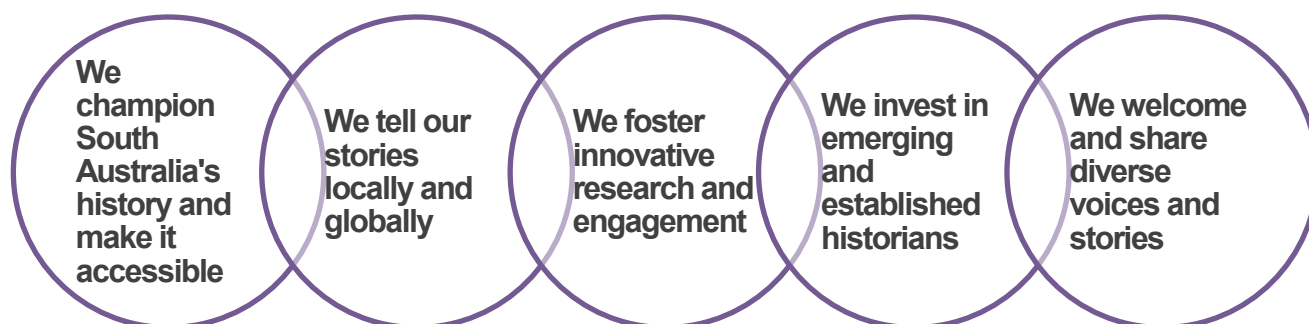 We
champion
South
Australia's
history and
make it
accessible
We tell our
stories
locally and
globally
We foster
innovative
research and
engagement
We invest in
emerging
and
established
historians
We welcome
and share
diverse
voices and
stories